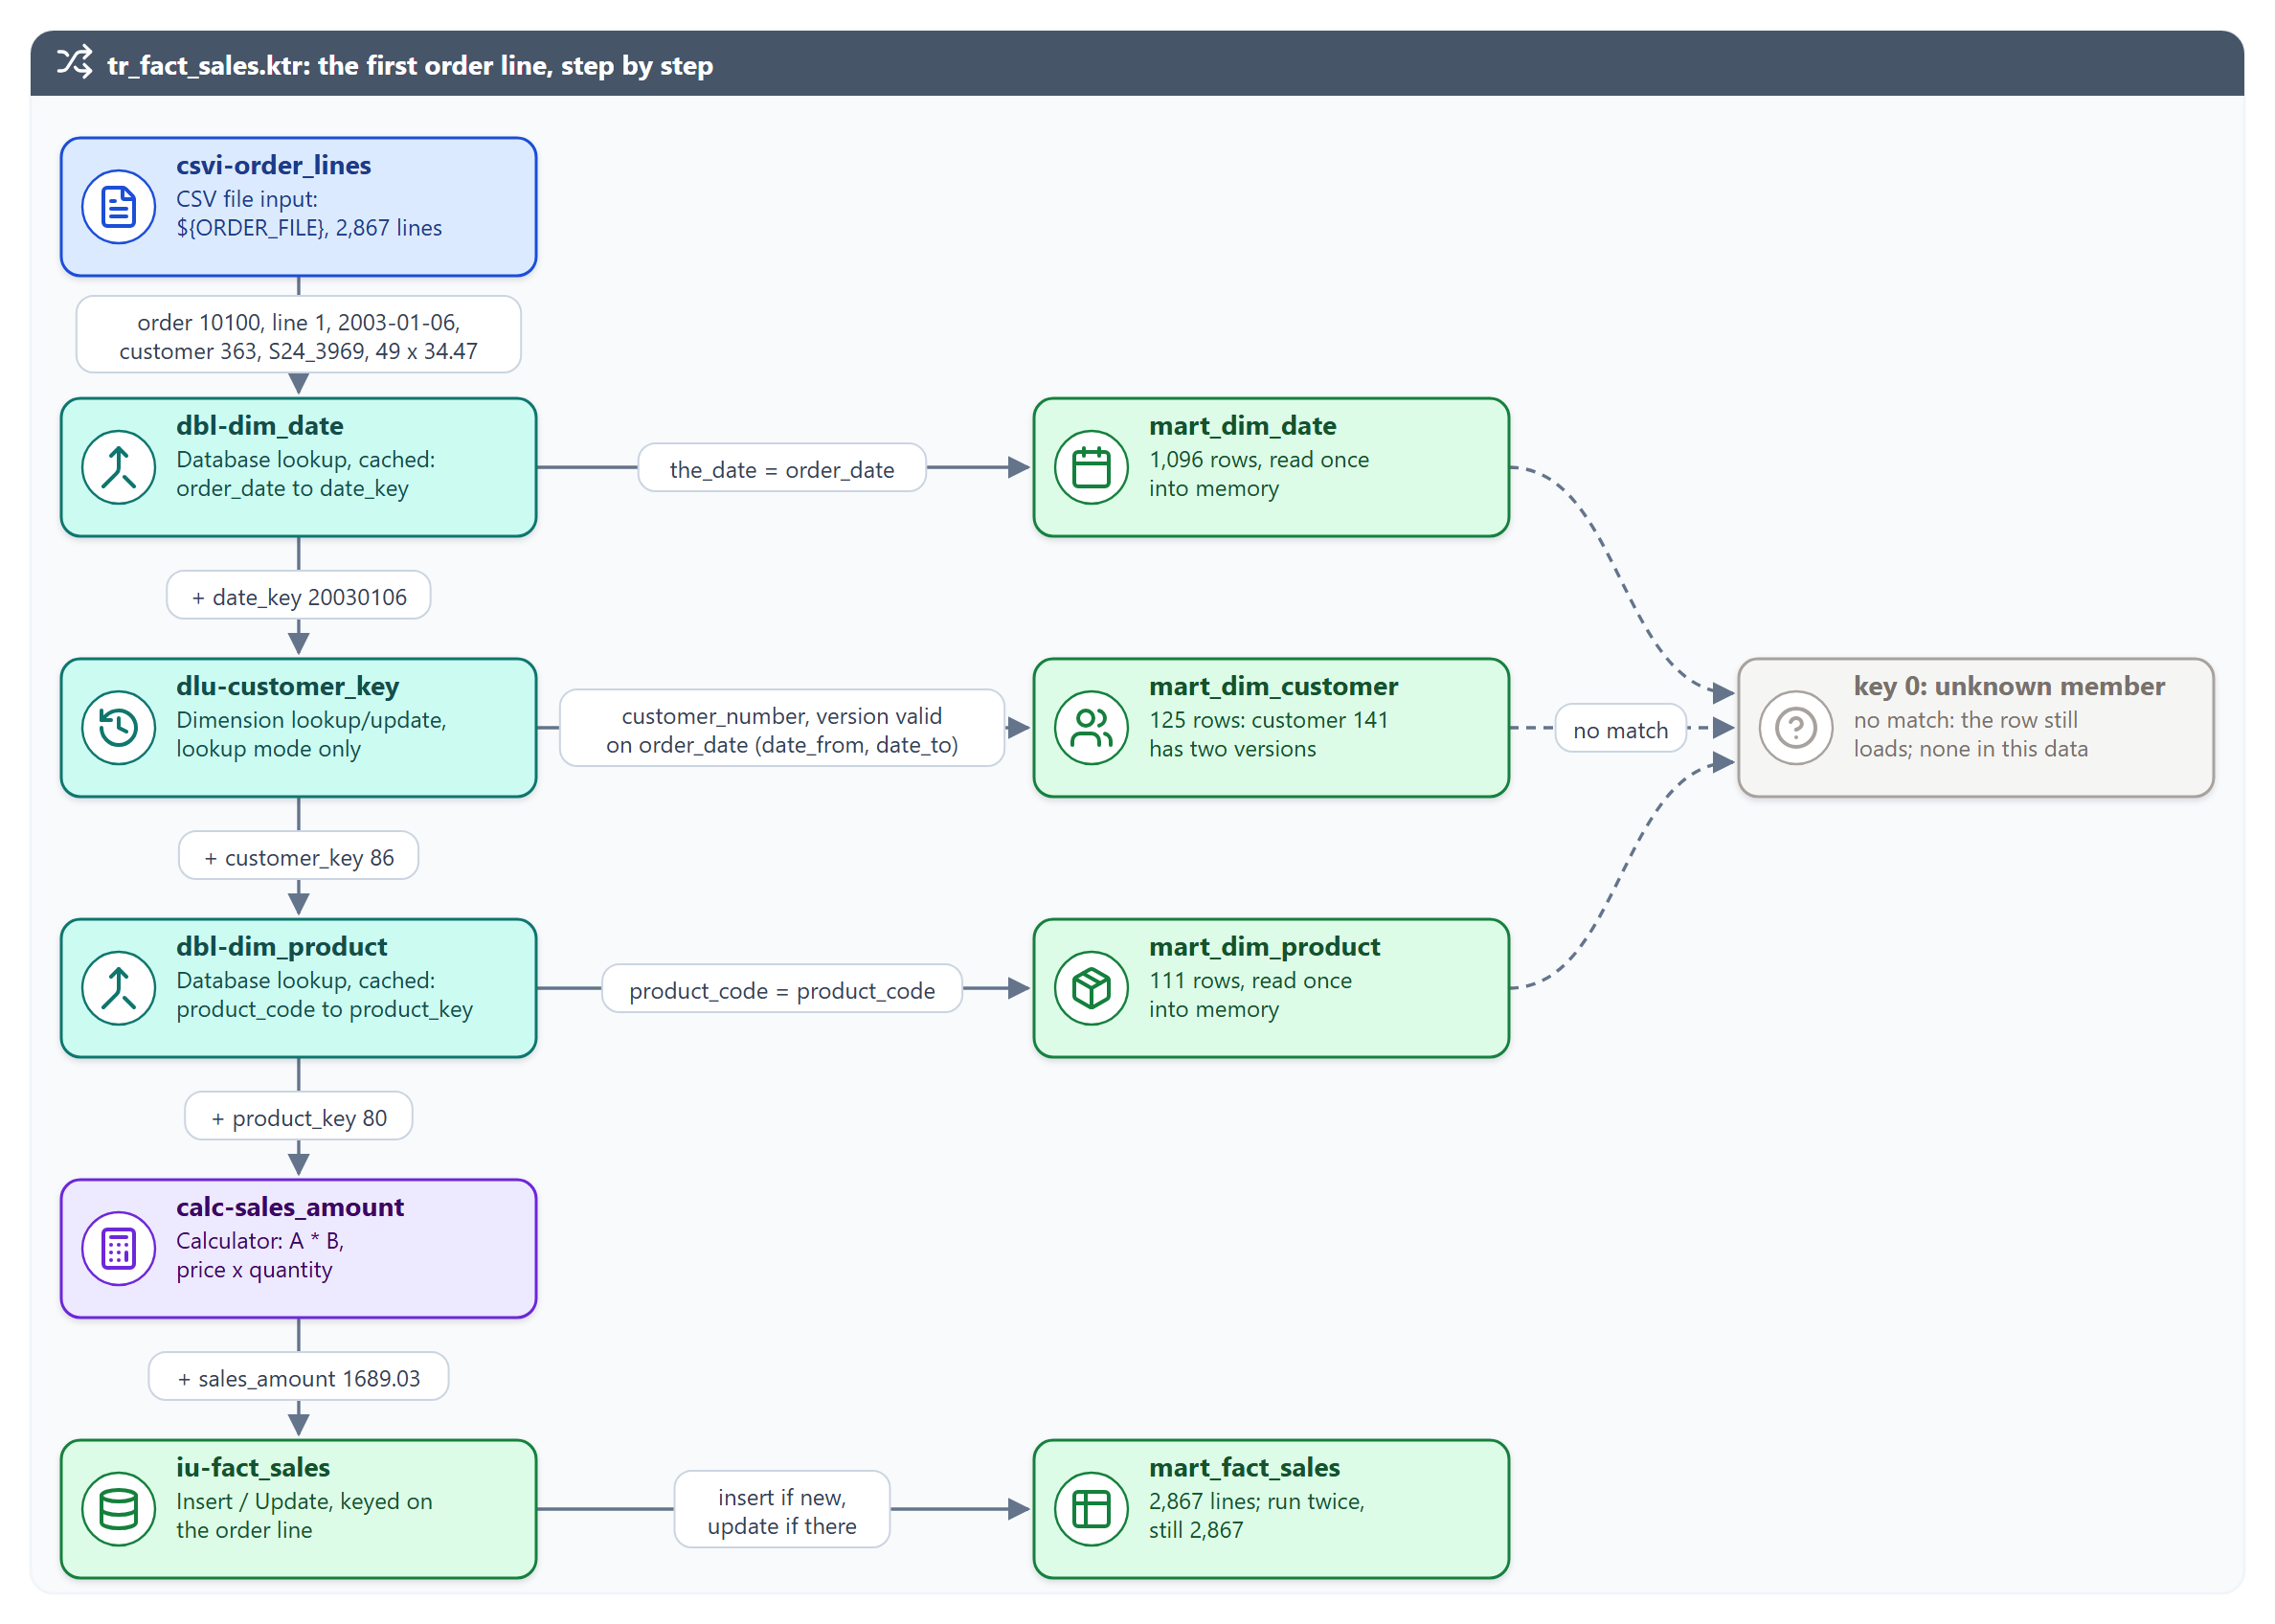 tr_fact_sales.ktr: the first order line, step by step
csvi-order_lines
CSV file input:
${ORDER_FILE}, 2,867 lines
order 10100, line 1, 2003-01-06,
customer 363, S24_3969, 49 x 34.47
dbl-dim_date
Database lookup, cached:
order_date to date_key
the_date = order_date
mart_dim_date
1,096 rows, read once
into memory
+ date_key 20030106
dlu-customer_key
Dimension lookup/update,
lookup mode only
customer_number, version valid
on order_date (date_from, date_to)
mart_dim_customer
125 rows: customer 141
has two versions
no match
key 0: unknown member
no match: the row still
loads; none in this data
+ customer_key 86
dbl-dim_product
Database lookup, cached:
product_code to product_key
product_code = product_code
mart_dim_product
111 rows, read once
into memory
+ product_key 80
calc-sales_amount
Calculator: A * B,
price x quantity
+ sales_amount 1689.03
iu-fact_sales
Insert / Update, keyed on
the order line
insert if new,
update if there
mart_fact_sales
2,867 lines; run twice,
still 2,867